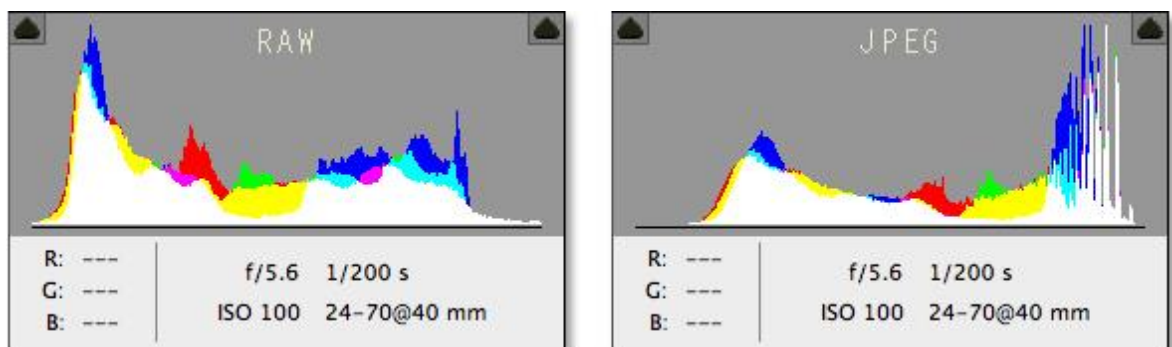 RAW
R: ---
G: ---
B: ---
f/5.6 1/200 s
ISO 100 24-70@40 mm
JPEG
R: ---
G: ---
B: ---
f/5.6 1/200 s
ISO 100 24-70@40 mm